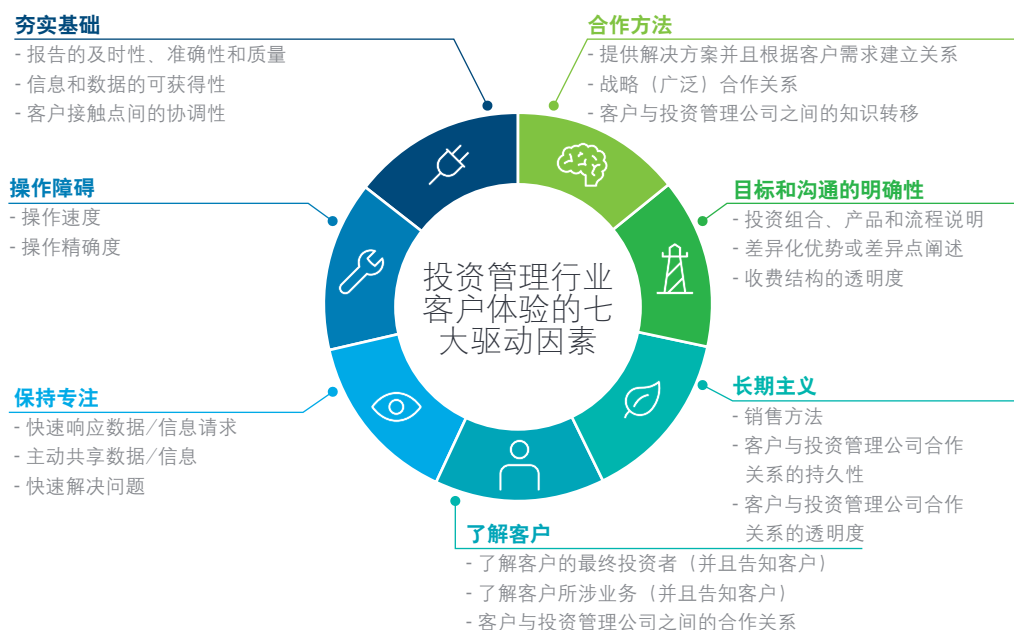 夯实基础
- 报告的及时性、准确性和质量
- 信息和数据的可获得性
- 客户接触点间的协调性
合作方法
- 提供解决方案并且根据客户需求建立关系
- 战略（广泛）合作关系
- 客户与投资管理公司之间的知识转移
操作障碍
- 操作速度
- 操作精确度
目标和沟通的明确性
- 投资组合、产品和流程说明
- 差异化优势或差异点阐述
- 收费结构的透明度
投资管理行业
客户体验的七
大驱动因素
保持专注
- 快速响应数据/信息请求
- 主动共享数据/信息
- 快速解决问题
长期主义
- 销售方法
- 客户与投资管理公司合作
关系的持久性
- 客户与投资管理公司合作
关系的透明度
了解客户
- 了解客户的最终投资者（并且告知客户）
- 了解客户所涉业务（并且告知客户）
- 客户与投资管理公司之间的合作关系